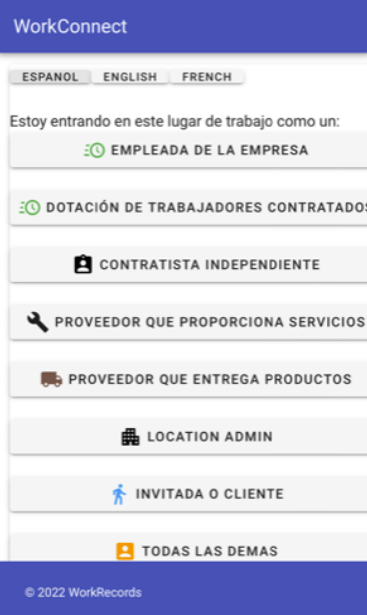 WorkConnect
ESPANOL ENGLISH FRENCH
Estoy entrando en este lugar de trabajo como un:
EMPLEADA DE LA EMPRESA
DOTACIÓN DE TRABAJADORES CONTRATADOS
CONTRATISTA INDEPENDIENTE
PROVEEDOR QUE PROPORCIONA SERVICIOS
PROVEEDOR QUE ENTREGA PRODUCTOS
LOCATION ADMIN
INVITADA O CLIENTE
TODAS LAS DEMAS
© 2022 WorkRecords